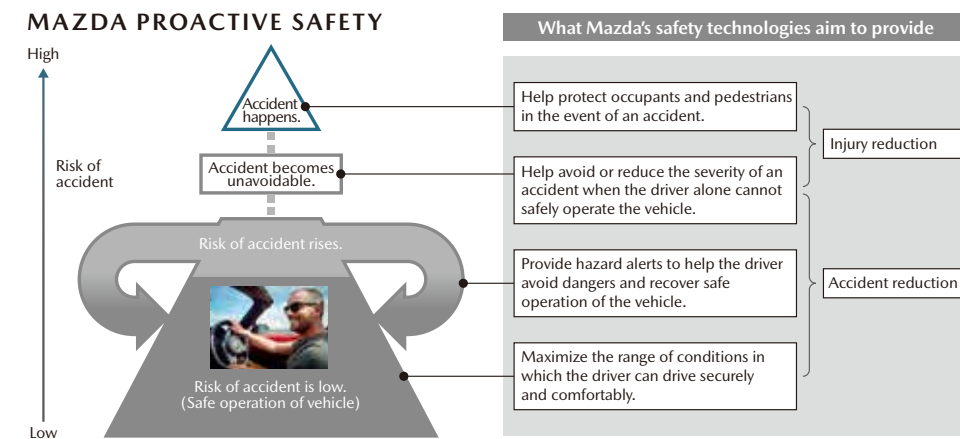 MAZDA PROACTIVE SAFETY
What Mazda's safety technologies aim to provide
High
Risk of
accident
Low
Accident
happens.
Accident becomes
unavoidable.
Risk of accident rises.
Risk of accident is low.
(Safe operation of vehicle)
Help protect occupants and pedestrians
in the event of an accident.
Help avoid or reduce the severity of an
accident when the driver alone cannot
safely operate the vehicle.
Provide hazard alerts to help the driver
avoid dangers and recover safe
operation of the vehicle.
Maximize the range of conditions in
which the driver can drive securely
and comfortably.
Injury reduction
Accident reduction